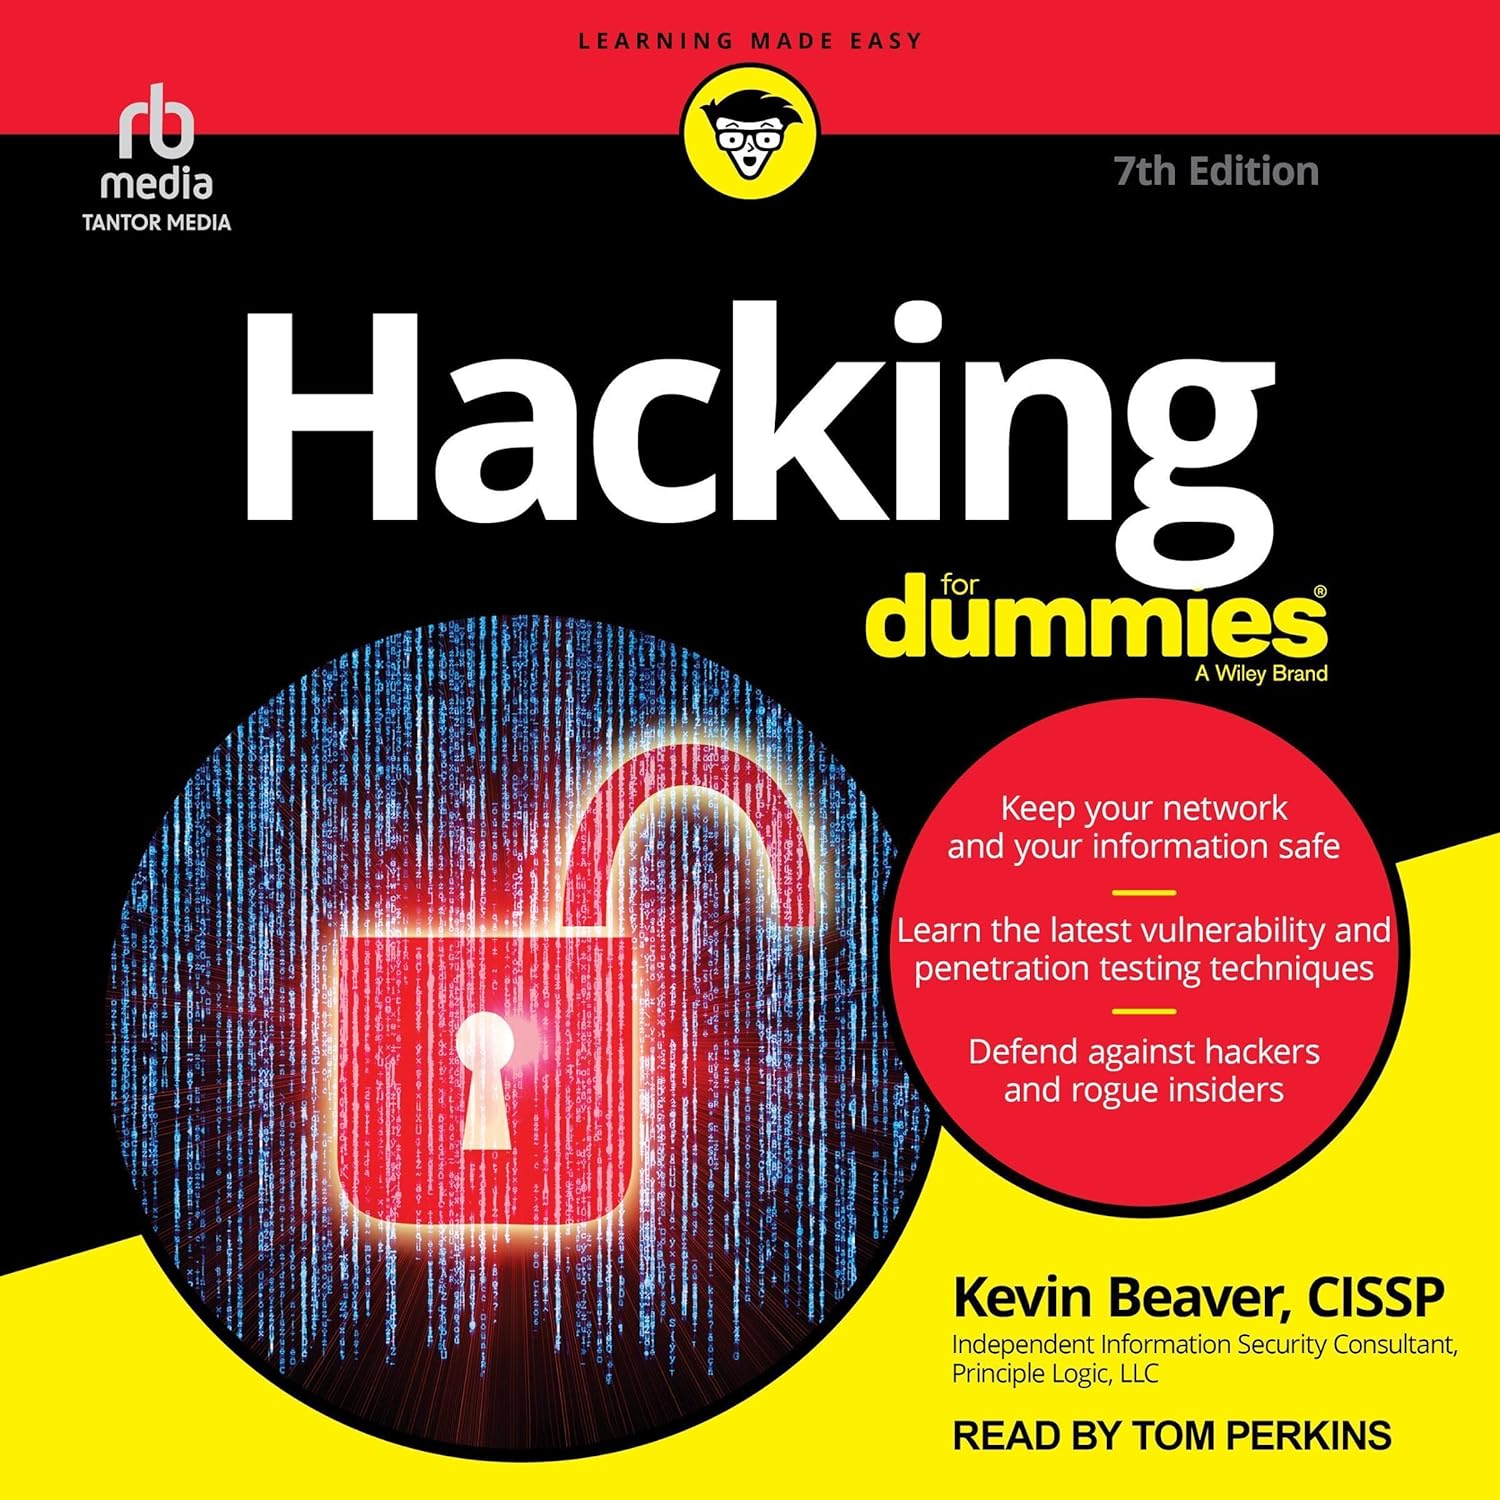 LEARNING MADE EASY
rb
media
TANTOR MEDIA
7th Edition
Hacking
for
dummies®
A Wiley Brand
Keep your network
and your information safe
Learn the latest vulnerability and
penetration testing techniques
Defend against hackers
and rogue insiders
Kevin Beaver, CISSP
Independent Information Security Consultant,
Principle Logic, LLC
READ BY TOM PERKINS